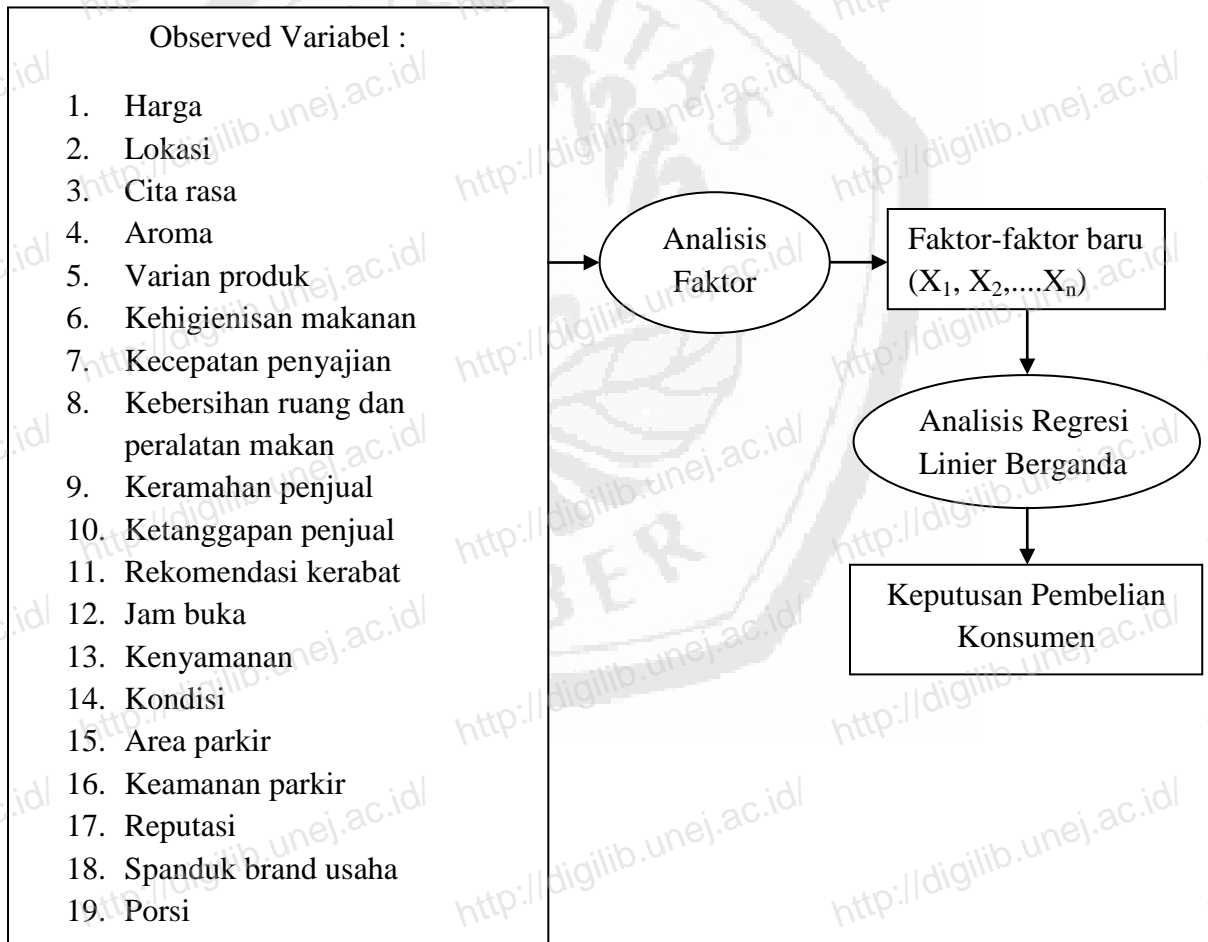 Observed Variabel :
1. Harga
2. Lokasi
3. Cita rasa
4. Aroma
5. Varian produk
6. Kehigienisan makanan
7. Kecepatan penyajian
8. Kebersihan ruang dan
peralatan makan
9. Keramahan penjual
10. Ketanggapan penjual
11. Rekomendasi kerabat
12. Jam buka
13. Kenyamanan
14. Kondisi
15. Area parkir
16. Keamanan parkir
17. Reputasi
18. Spanduk brand usaha
19. Porsi
Analisis
Faktor
Faktor-faktor baru
(X₁, X₂,....Xₙ)
Analisis Regresi
Linier Berganda
Keputusan Pembelian
Konsumen
http://digilib.unej.ac.id/